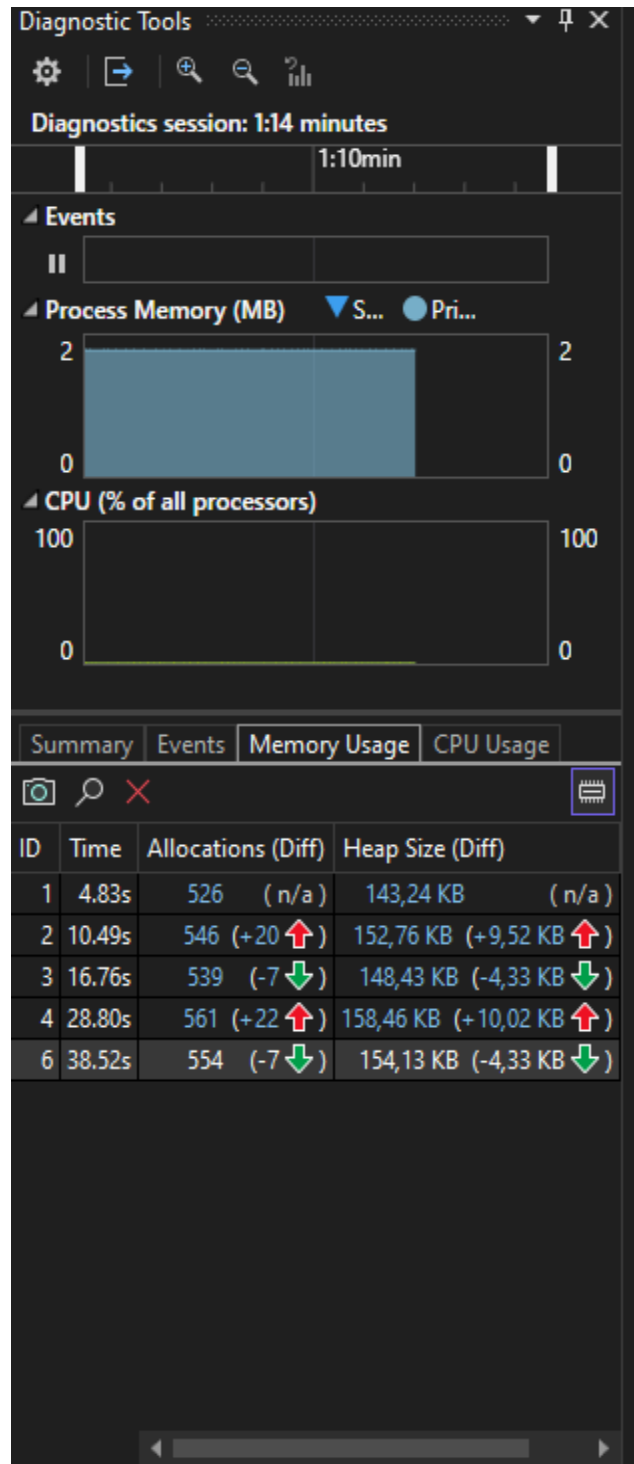 Diagnostic Tools
Diagnostics session: 1:14 minutes
1:10min
Events
Process Memory (MB) S... Pri...
2 2
0 0
CPU (% of all processors)
100 100
0 0
Summary Events Memory Usage CPU Usage
ID Time Allocations (Diff) Heap Size (Diff)
1 4.83s 526 (n/a) 143,24 KB (n/a)
2 10.49s 546 (+20) 152,76 KB (+9,52 KB)
3 16.76s 539 (-7) 148,43 KB (-4,33 KB)
4 28.80s 561 (+22) 158,46 KB (+10,02 KB)
6 38.52s 554 (-7) 154,13 KB (-4,33 KB)